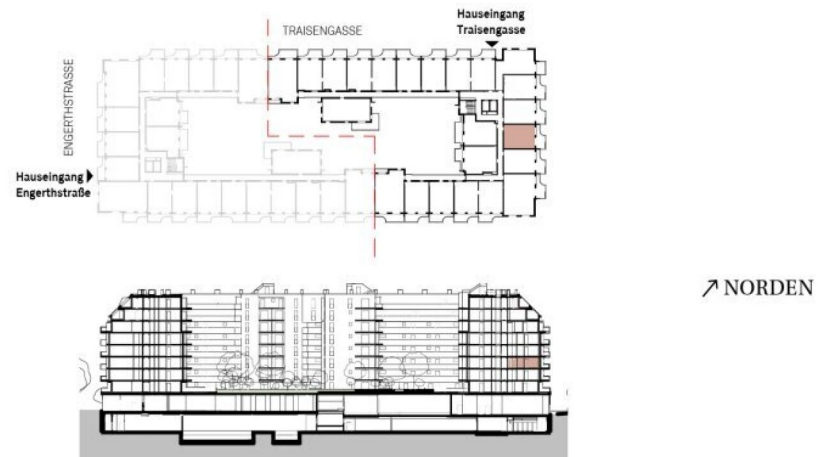 Hauseingang
Traisengasse
TRAISENGASSE
ENGERTHSTRASSE
Hauseingang
Engerthstraße
↗ NORDEN